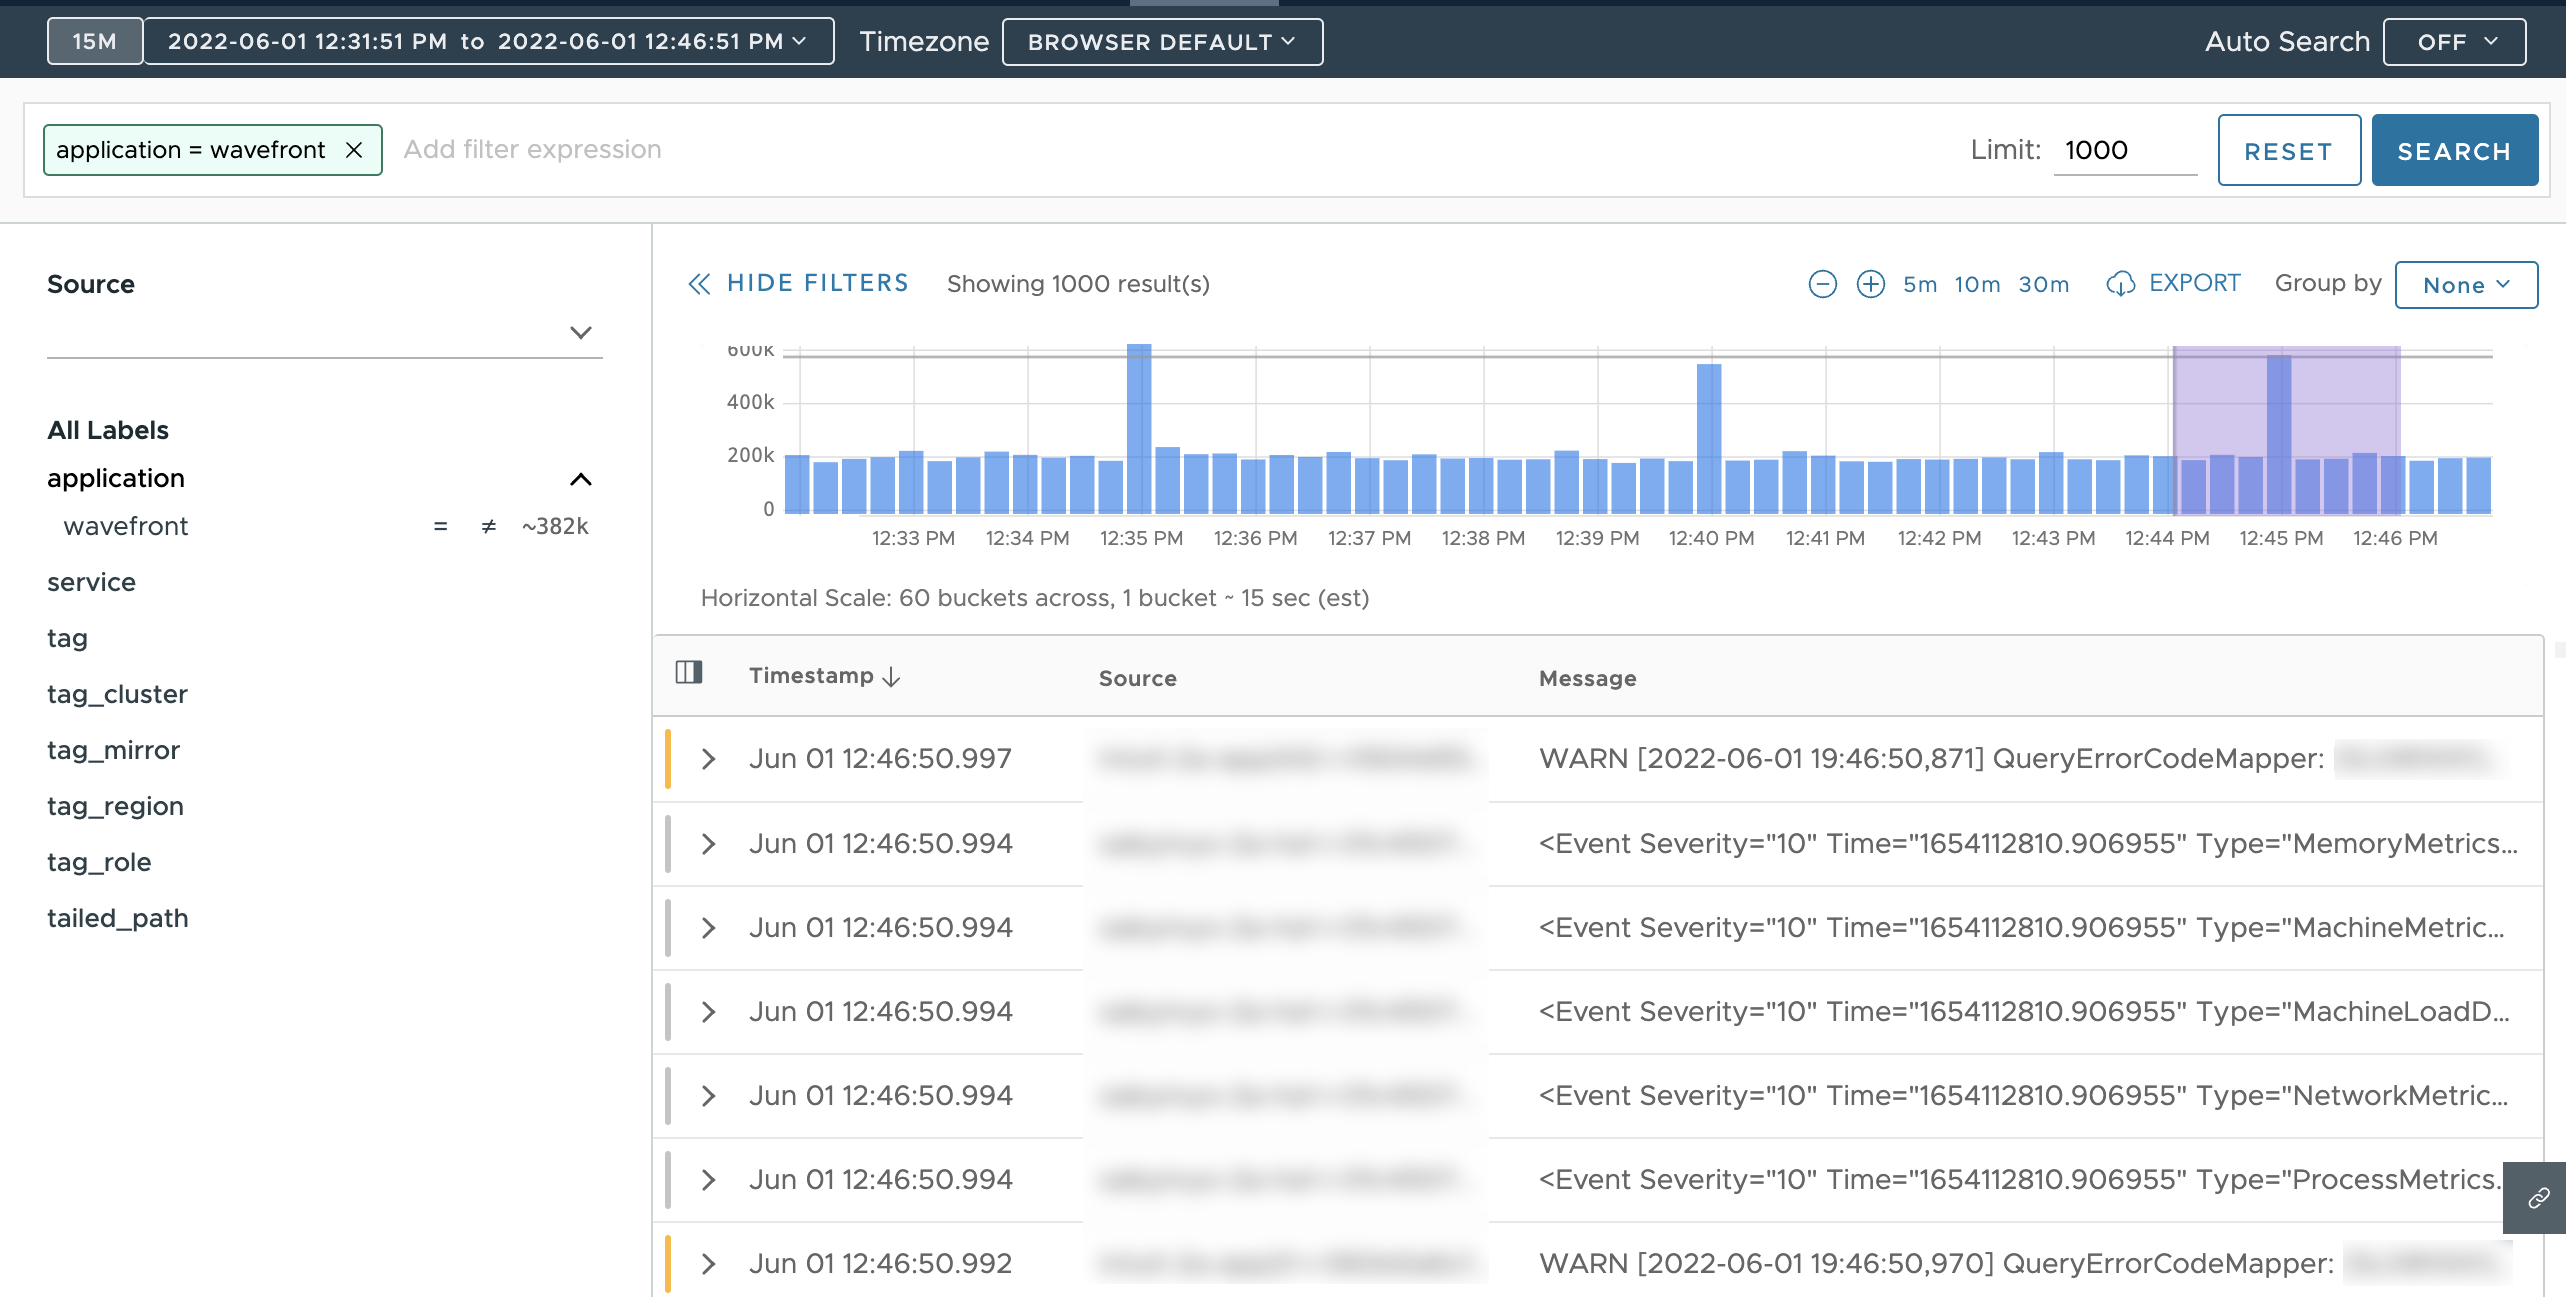 15M 2022-06-01 12:31:51 PM to 2022-06-01 12:46:51 PM Timezone BROWSER DEFAULT Auto Search OFF
application = wavefront Add filter expression Limit: 1000 RESET SEARCH
Source
All Labels
application
wavefront = ≠ ~382k
service
tag
tag_cluster
tag_mirror
tag_region
tag_role
tailed_path
HIDE FILTERS Showing 1000 result(s) 5m 10m 30m EXPORT Group by None
600k
400k
200k
0
12:33 PM 12:34 PM 12:35 PM 12:36 PM 12:37 PM 12:38 PM 12:39 PM 12:40 PM 12:41 PM 12:42 PM 12:43 PM 12:44 PM 12:45 PM 12:46 PM
Horizontal Scale: 60 buckets across, 1 bucket ~ 15 sec (est)
Timestamp Source Message
Jun 01 12:46:50.997 WARN [2022-06-01 19:46:50,871] QueryErrorCodeMapper:
Jun 01 12:46:50.994 <Event Severity="10" Time="1654112810.906955" Type="MemoryMetrics...
Jun 01 12:46:50.994 <Event Severity="10" Time="1654112810.906955" Type="MachineMetric...
Jun 01 12:46:50.994 <Event Severity="10" Time="1654112810.906955" Type="MachineLoadD...
Jun 01 12:46:50.994 <Event Severity="10" Time="1654112810.906955" Type="NetworkMetric...
Jun 01 12:46:50.994 <Event Severity="10" Time="1654112810.906955" Type="ProcessMetrics.
Jun 01 12:46:50.992 WARN [2022-06-01 19:46:50,970] QueryErrorCodeMapper: